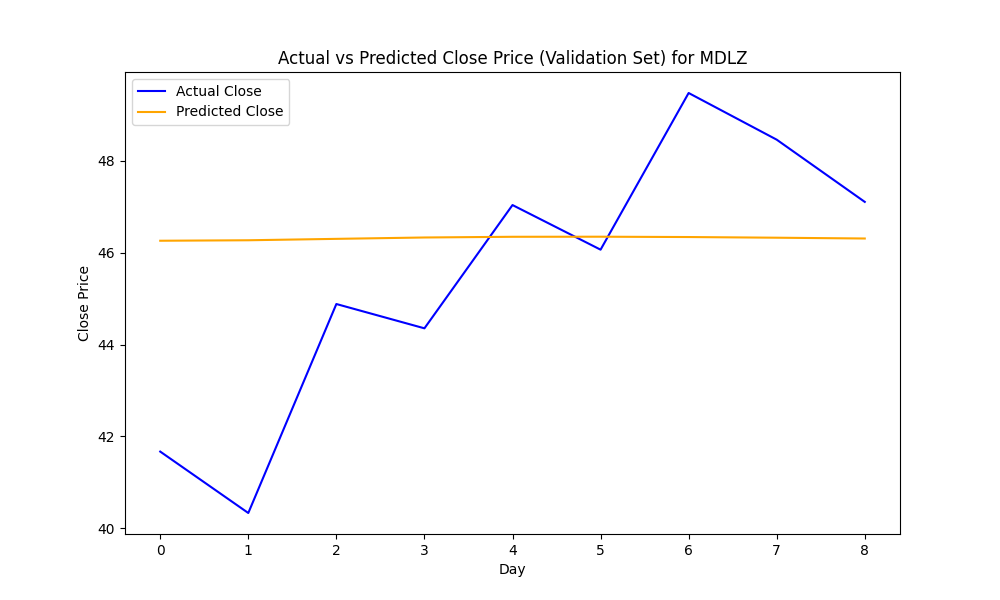 Actual vs Predicted Close Price (Validation Set) for MDLZ
Actual Close
Predicted Close
Close Price
48
46
44
42
40
0 1 2 3 4 5 6 7 8
Day